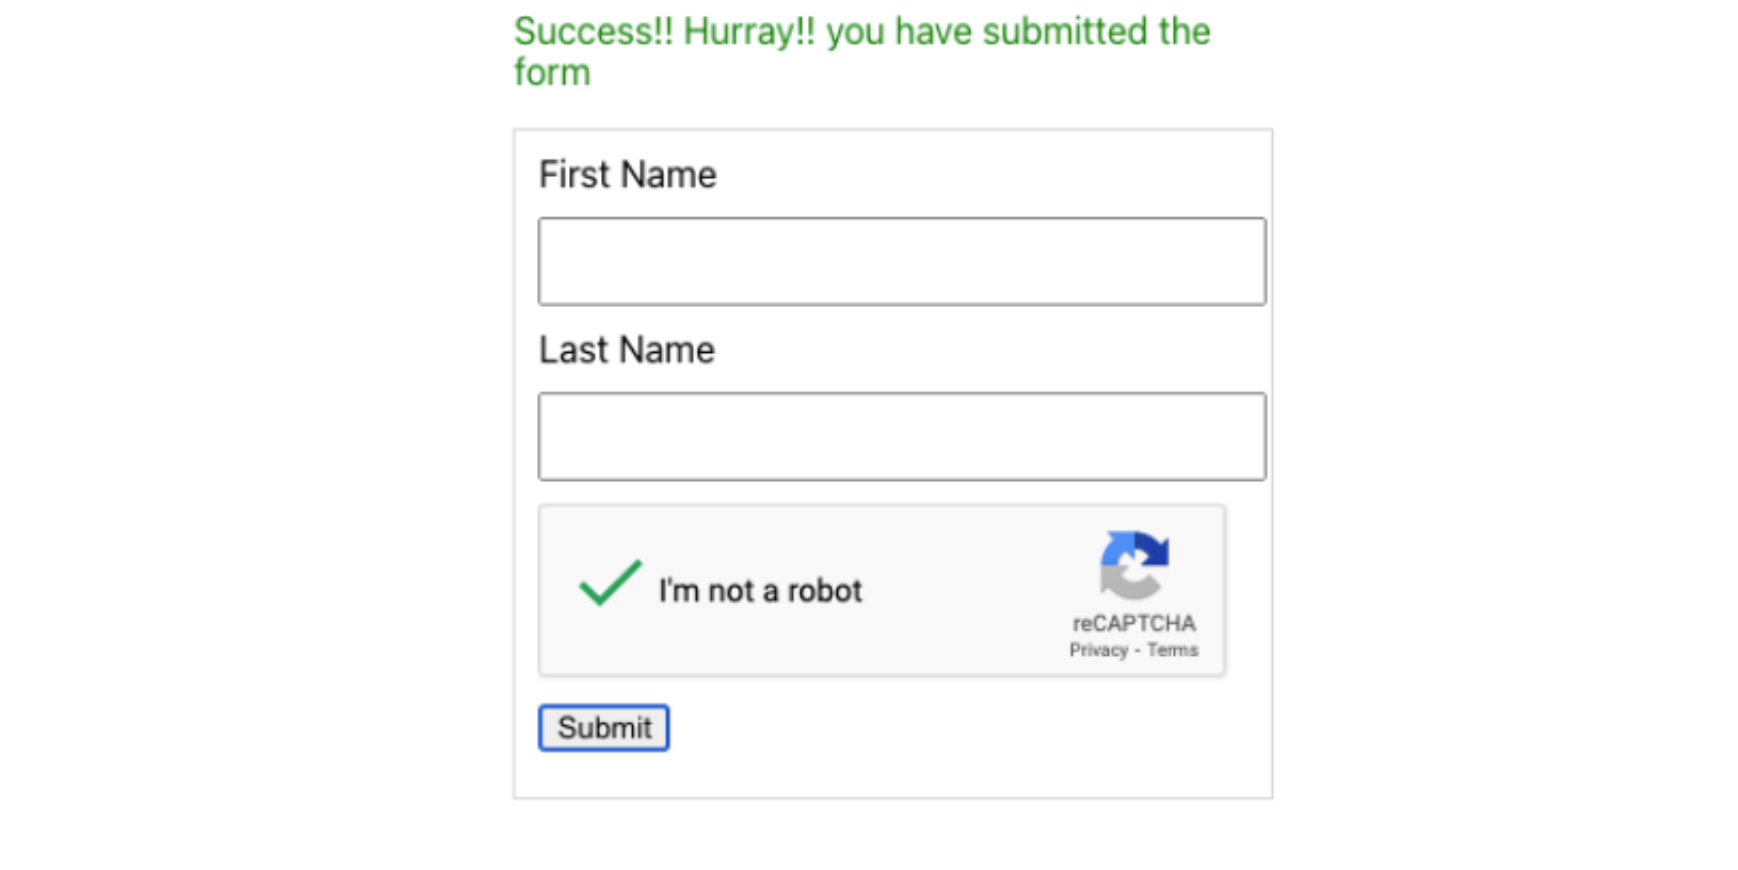 Success!! Hurray!! you have submitted the
form
First Name
Last Name
I'm not a robot
reCAPTCHA
Privacy - Terms
Submit